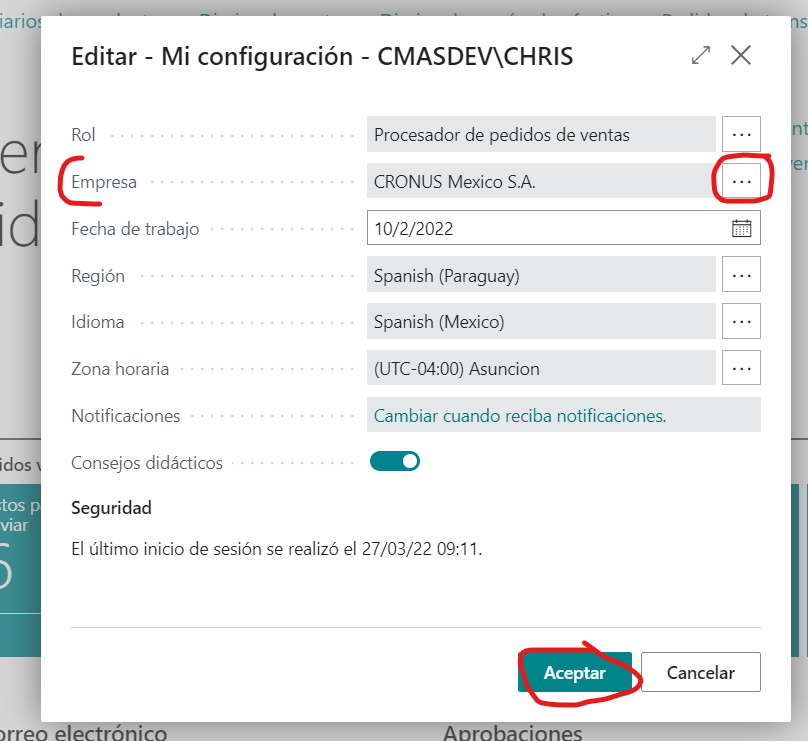 Editar - Mi configuración - CMASDEV\CHRIS
Rol
Procesador de pedidos de ventas
Empresa
CRONUS Mexico S.A.
Fecha de trabajo
10/2/2022
Región
Spanish (Paraguay)
Idioma
Spanish (Mexico)
Zona horaria
(UTC-04:00) Asuncion
Notificaciones
Cambiar cuando reciba notificaciones.
Consejos didácticos
Seguridad
El último inicio de sesión se realizó el 27/03/22 09:11.
Aceptar
Cancelar
orreo electrónico
Aprobaciones